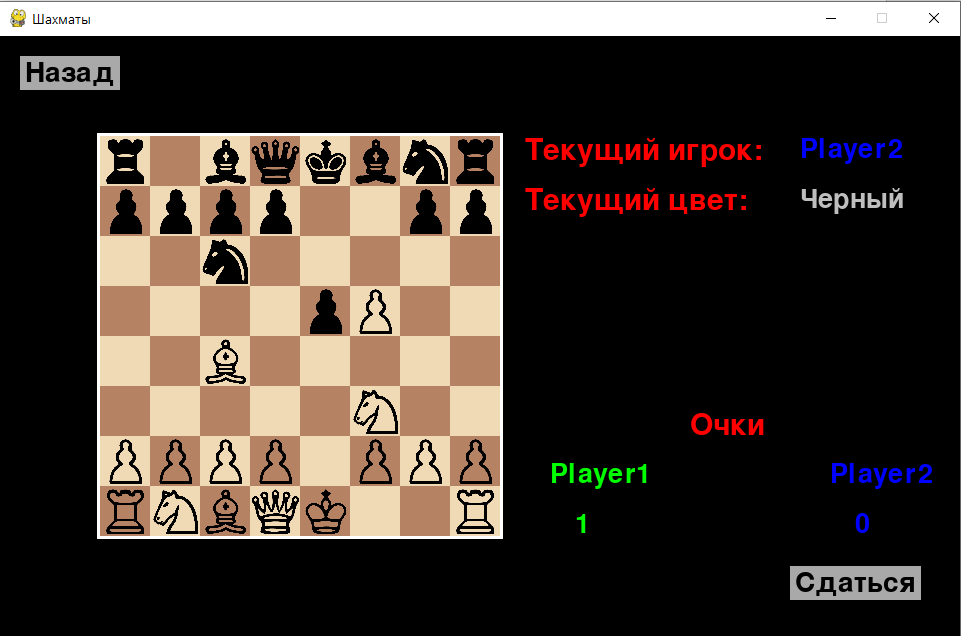 Шахматы
Назад
Текущий игрок: Player2
Текущий цвет: Черный
Очки
Player1 Player2
1 0
Сдаться